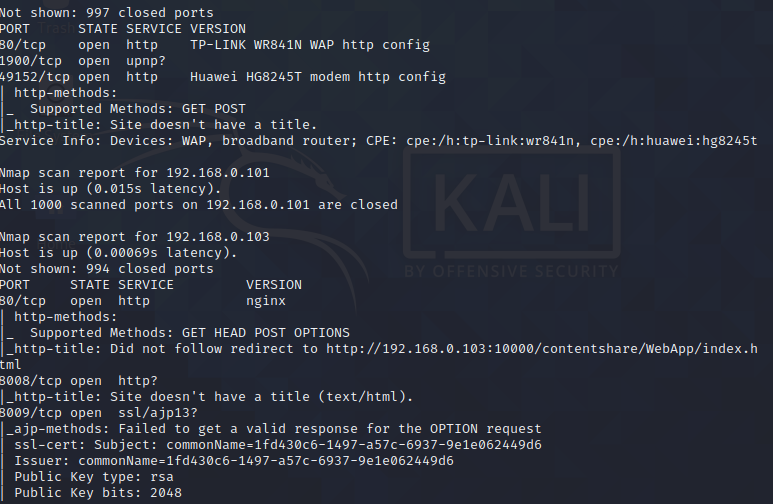 Not shown: 997 closed ports
PORT      STATE SERVICE VERSION
80/tcp    open  http    TP-LINK WR841N WAP http config
1900/tcp  open  upnp?
49152/tcp open  http    Huawei HG8245T modem http config
| http-methods:
|_  Supported Methods: GET POST
|_http-title: Site doesn't have a title.
Service Info: Devices: WAP, broadband router; CPE: cpe:/h:tp-link:wr841n, cpe:/h:huawei:hg8245t

Nmap scan report for 192.168.0.101
Host is up (0.015s latency).
All 1000 scanned ports on 192.168.0.101 are closed

Nmap scan report for 192.168.0.103
Host is up (0.00069s latency).
Not shown: 994 closed ports
PORT     STATE SERVICE         VERSION
80/tcp   open  http            nginx
| http-methods:
|_  Supported Methods: GET HEAD POST OPTIONS
|_http-title: Did not follow redirect to http://192.168.0.103:10000/contentshare/WebApp/index.h
tml
8008/tcp open  http?
|_http-title: Site doesn't have a title (text/html).
8009/tcp open  ssl/ajp13?
|_ajp-methods: Failed to get a valid response for the OPTION request
| ssl-cert: Subject: commonName=1fd430c6-1497-a57c-6937-9e1e062449d6
| Issuer: commonName=1fd430c6-1497-a57c-6937-9e1e062449d6
| Public Key type: rsa
| Public Key bits: 2048
KALI
BY OFFENSIVE SECURITY